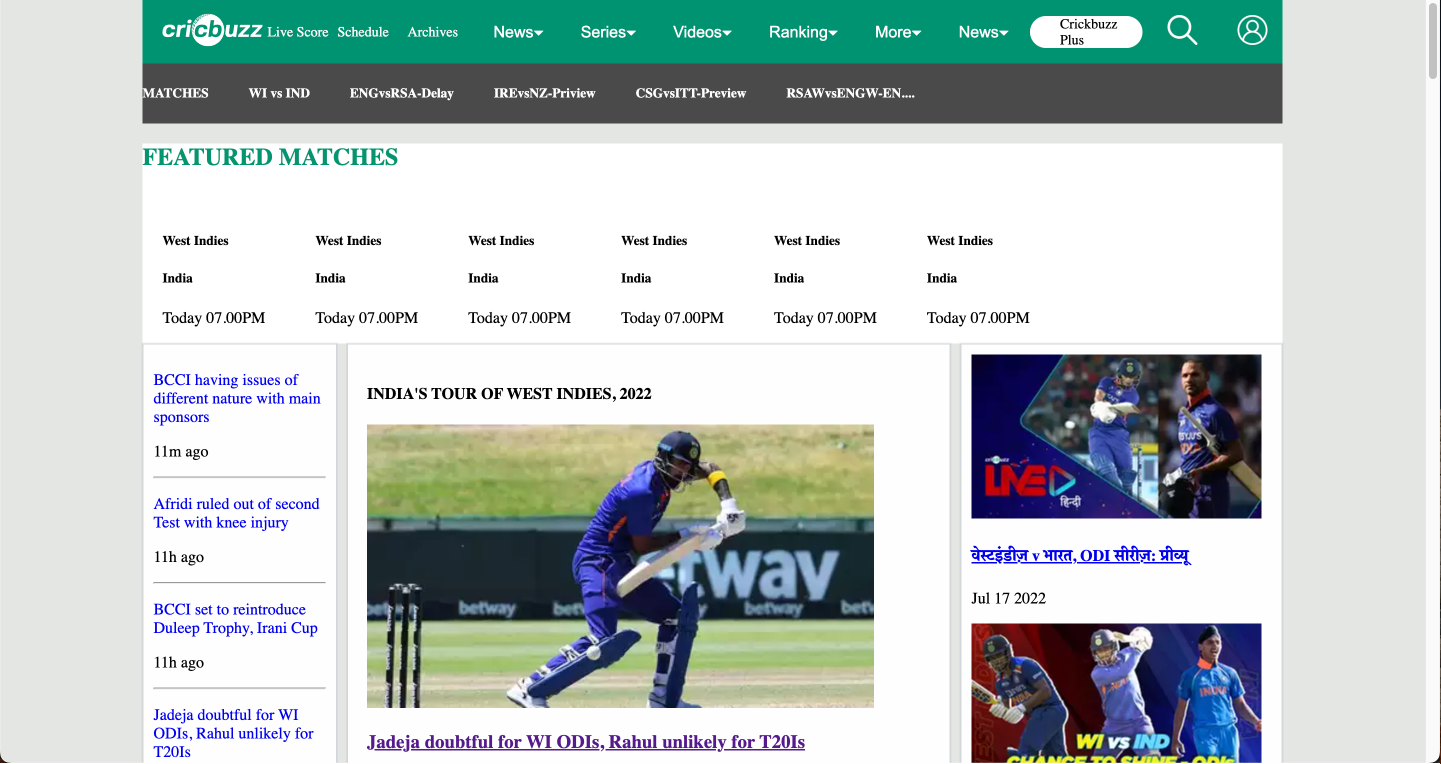 cricbuzz Live Score Schedule Archives News Series Videos Ranking More News Crickbuzz
Plus
MATCHES WI vs IND ENGvsRSA-Delay IREvsNZ-Priview CSGvsITT-Preview RSAWvsENGW-EN....
FEATURED MATCHES
West Indies West Indies West Indies West Indies West Indies West Indies
India India India India India India
Today 07.00PM Today 07.00PM Today 07.00PM Today 07.00PM Today 07.00PM Today 07.00PM
BCCI having issues of
different nature with main
sponsors
11m ago
Afridi ruled out of second
Test with knee injury
11h ago
BCCI set to reintroduce
Duleep Trophy, Irani Cup
11h ago
Jadeja doubtful for WI
ODIs, Rahul unlikely for
T20Is
INDIA'S TOUR OF WEST INDIES, 2022
betway
betway betway betway
Jadeja doubtful for WI ODIs, Rahul unlikely for T20Is
BYJU'S
cricbuzz
LIVE
हिन्दी
वेस्टइंडीज़ v भारत, ODI सीरीज़: प्रीव्यू
Jul 17 2022
INDIA
WI VS IND
CHANCE TO SHINE - ODIs